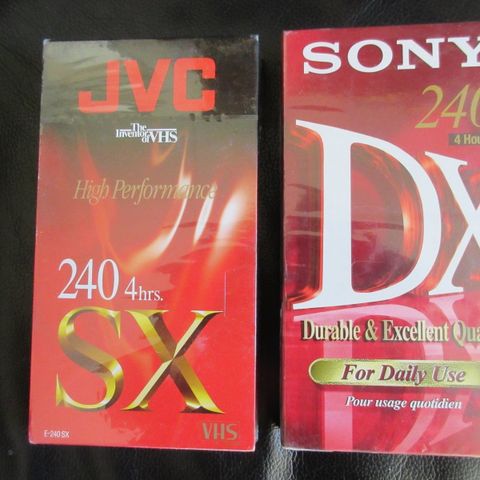 JVC
The
Inventor
of VHS
High Performance
240 4hrs.
SX
VHS
E-240 SX
SONY
240
4 Hou
DX
Durable & Excellent Qua
For Daily Use
Pour usage quotidien
DX